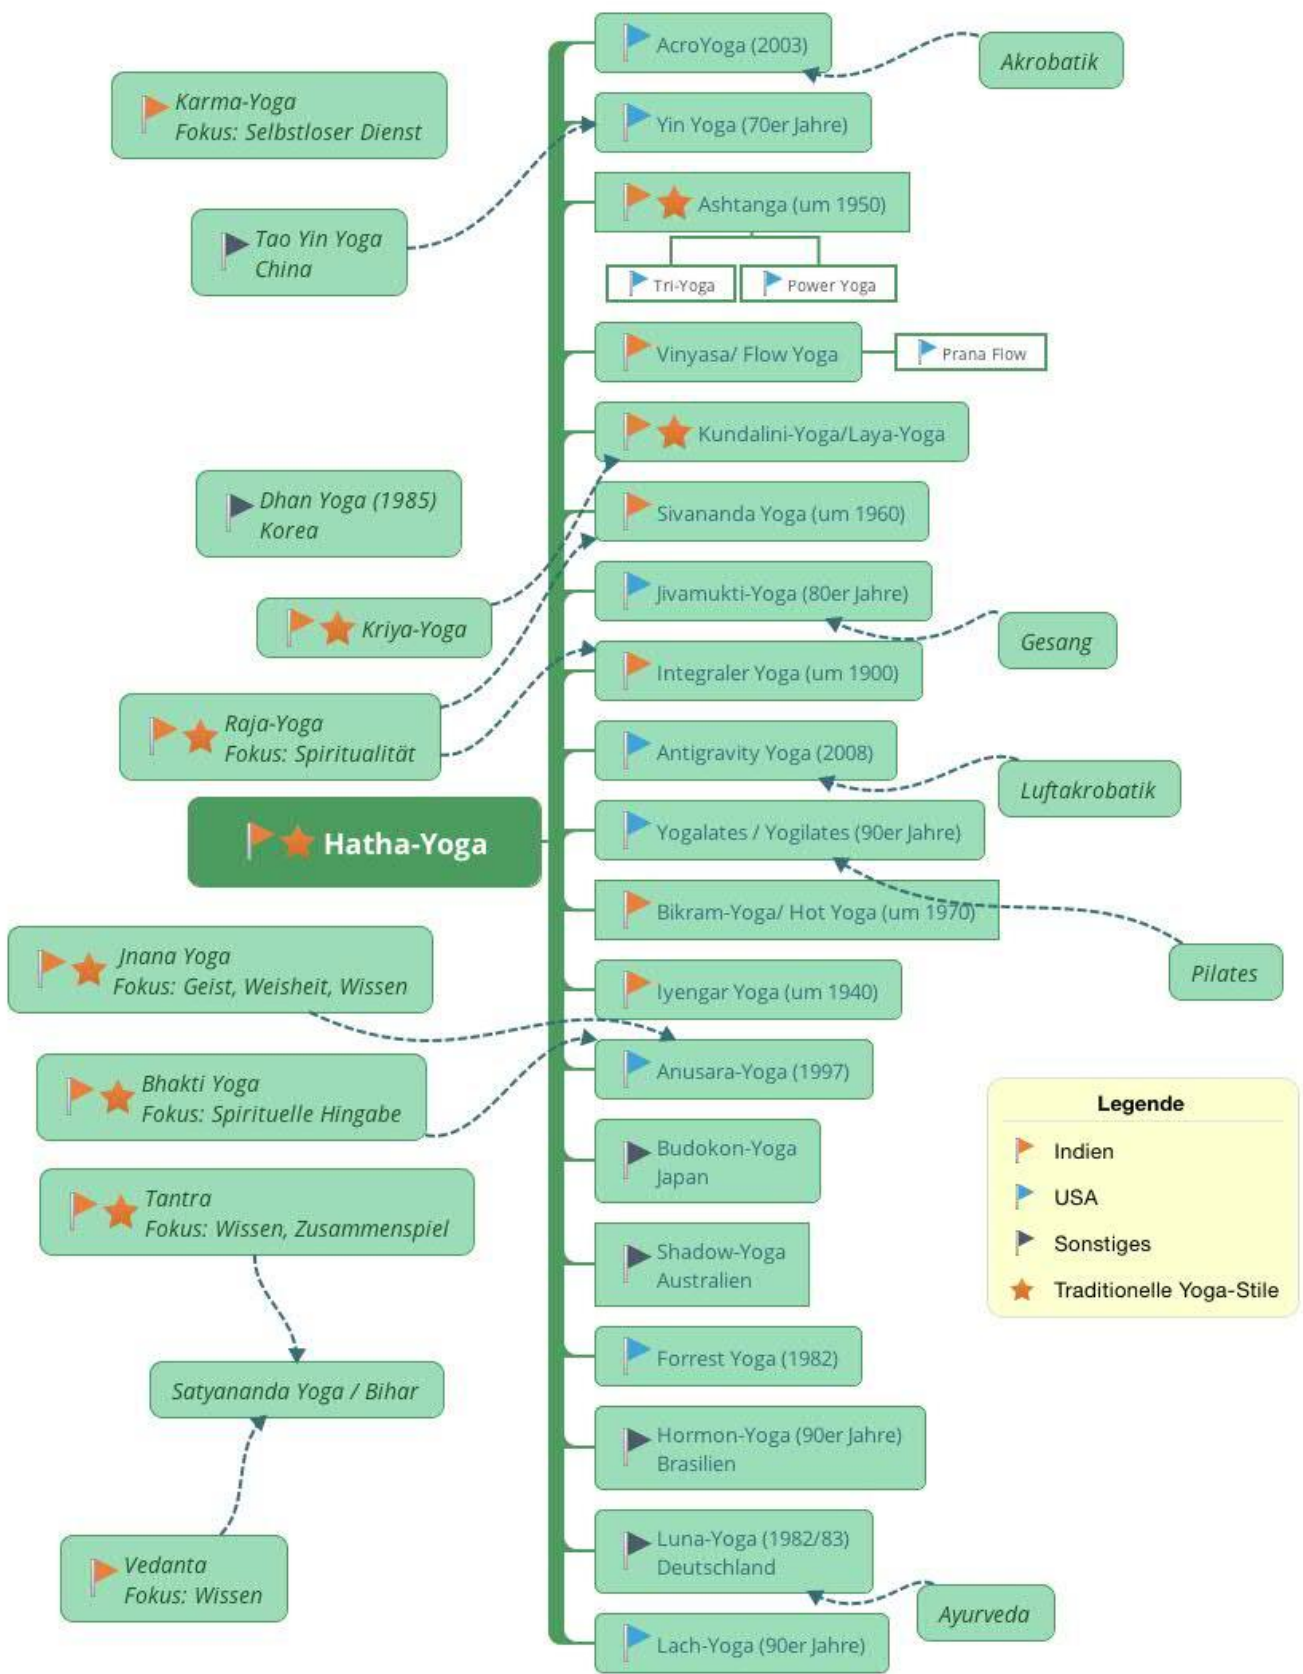 AcroYoga (2003)
Akrobatik
Karma-Yoga
Fokus: Selbstloser Dienst
Yin Yoga (70er Jahre)
Ashtanga (um 1950)
Tao Yin Yoga
China
Tri-Yoga
Power Yoga
Vinyasa/ Flow Yoga
Prana Flow
Kundalini-Yoga/Laya-Yoga
Dhan Yoga (1985)
Korea
Sivananda Yoga (um 1960)
Jivamukti-Yoga (80er Jahre)
Kriya-Yoga
Gesang
Integraler Yoga (um 1900)
Raja-Yoga
Fokus: Spiritualität
Antigravity Yoga (2008)
Luftakrobatik
Hatha-Yoga
Yogalates / Yogilates (90er Jahre)
Bikram-Yoga/ Hot Yoga (um 1970)
Jnana Yoga
Fokus: Geist, Weisheit, Wissen
Pilates
Iyengar Yoga (um 1940)
Anusara-Yoga (1997)
Bhakti Yoga
Fokus: Spirituelle Hingabe
Legende
Indien
USA
Sonstiges
Traditionelle Yoga-Stile
Budokon-Yoga
Japan
Tantra
Fokus: Wissen, Zusammenspiel
Shadow-Yoga
Australien
Forrest Yoga (1982)
Satyananda Yoga / Bihar
Hormon-Yoga (90er Jahre)
Brasilien
Luna-Yoga (1982/83)
Deutschland
Vedanta
Fokus: Wissen
Ayurveda
Lach-Yoga (90er Jahre)